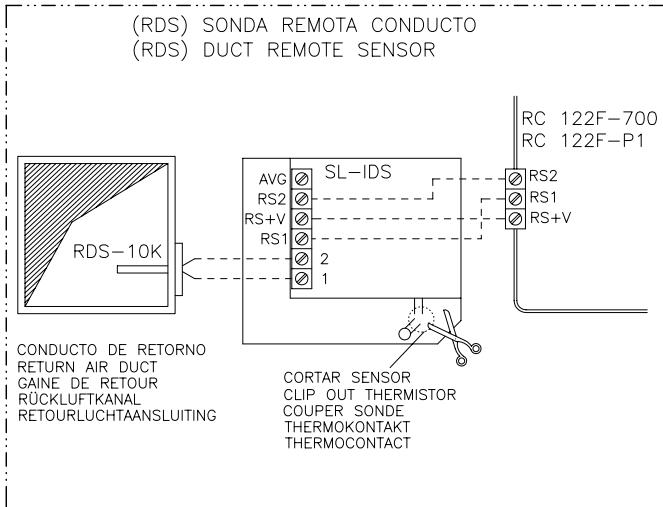 (RDS) SONDA REMOTA CONDUCTO
(RDS) DUCT REMOTE SENSOR
RC 122F-700
RC 122F-P1
RS2
RS1
RS+V
SL-IDS
AVG
RS2
RS+V
RS1
2
1
RDS-10K
CONDUCTO DE RETORNO
RETURN AIR DUCT
GAINE DE RETOUR
RÜCKLUFTKANAL
RETOURLUCHTAANSLUITING
CORTAR SENSOR
CLIP OUT THERMISTOR
COUPER SONDE
THERMOKONTAKT
THERMOCONTACT